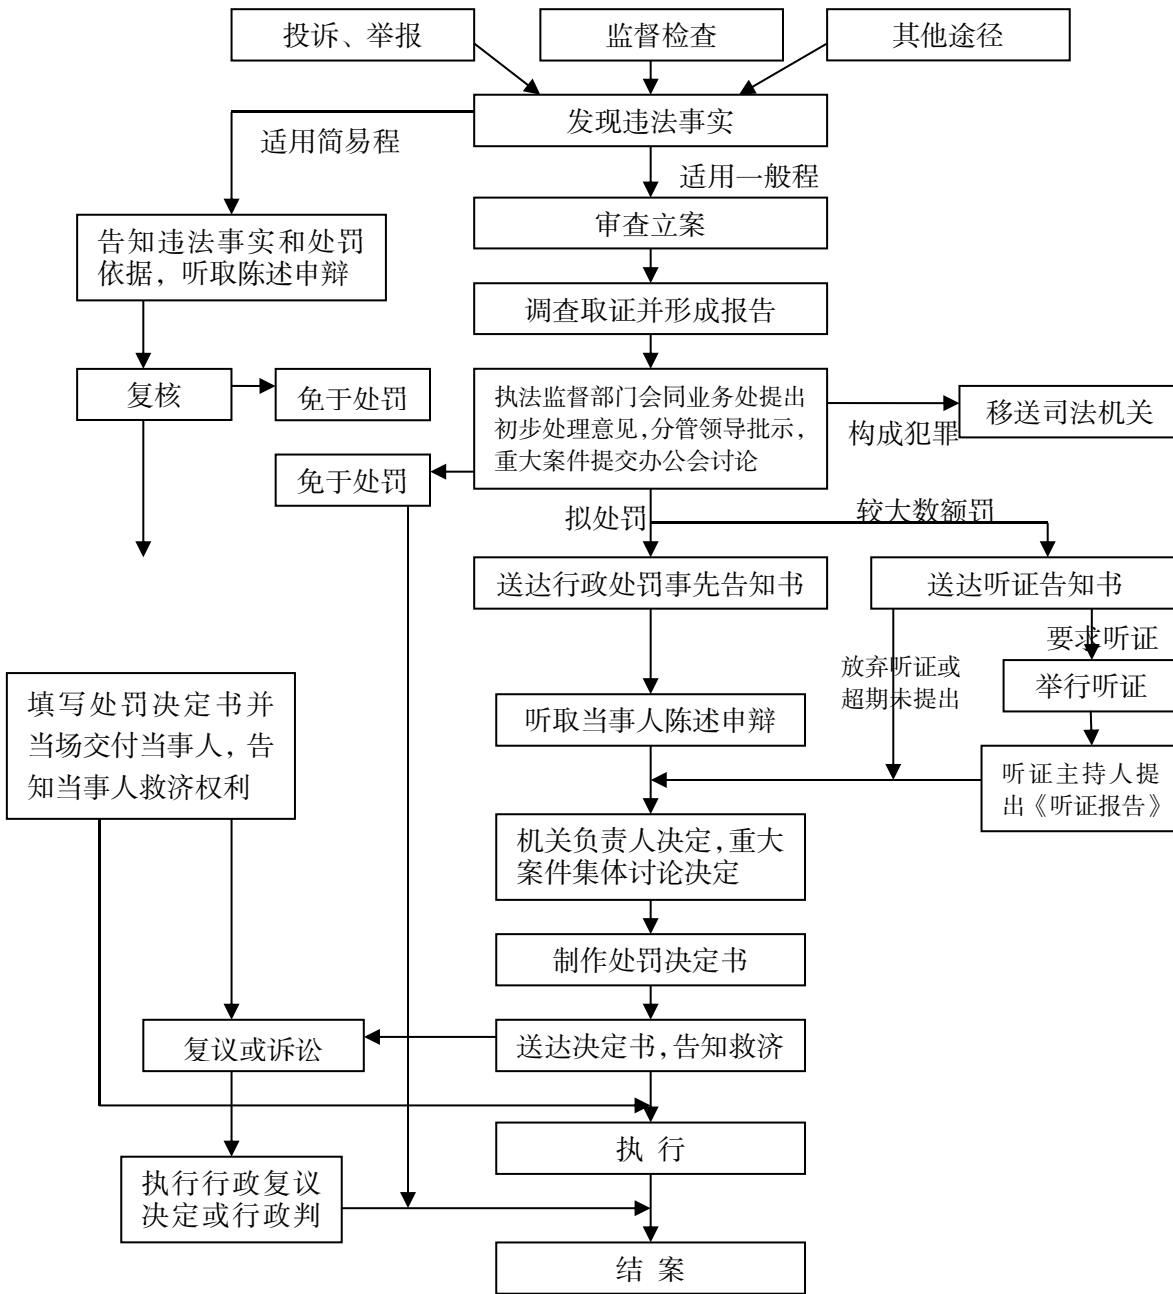 投诉、举报
监督检查
其他途径
发现违法事实
适用简易程
适用一般程
审查立案
告知违法事实和处罚
依据，听取陈述申辩
调查取证并形成报告
复核
免于处罚
执法监督部门会同业务处提出
初步处理意见，分管领导批示，
重大案件提交办公会讨论
移送司法机关
构成犯罪
免于处罚
拟处罚
较大数额罚
送达行政处罚事先告知书
送达听证告知书
要求听证
放弃听证或
超期未提出
举行听证
填写处罚决定书并
当场交付当事人，告
知当事人救济权利
听取当事人陈述申辩
听证主持人提
出《听证报告》
机关负责人决定，重大
案件集体讨论决定
制作处罚决定书
复议或诉讼
送达决定书，告知救济
执 行
执行行政复议
决定或行政判
结 案